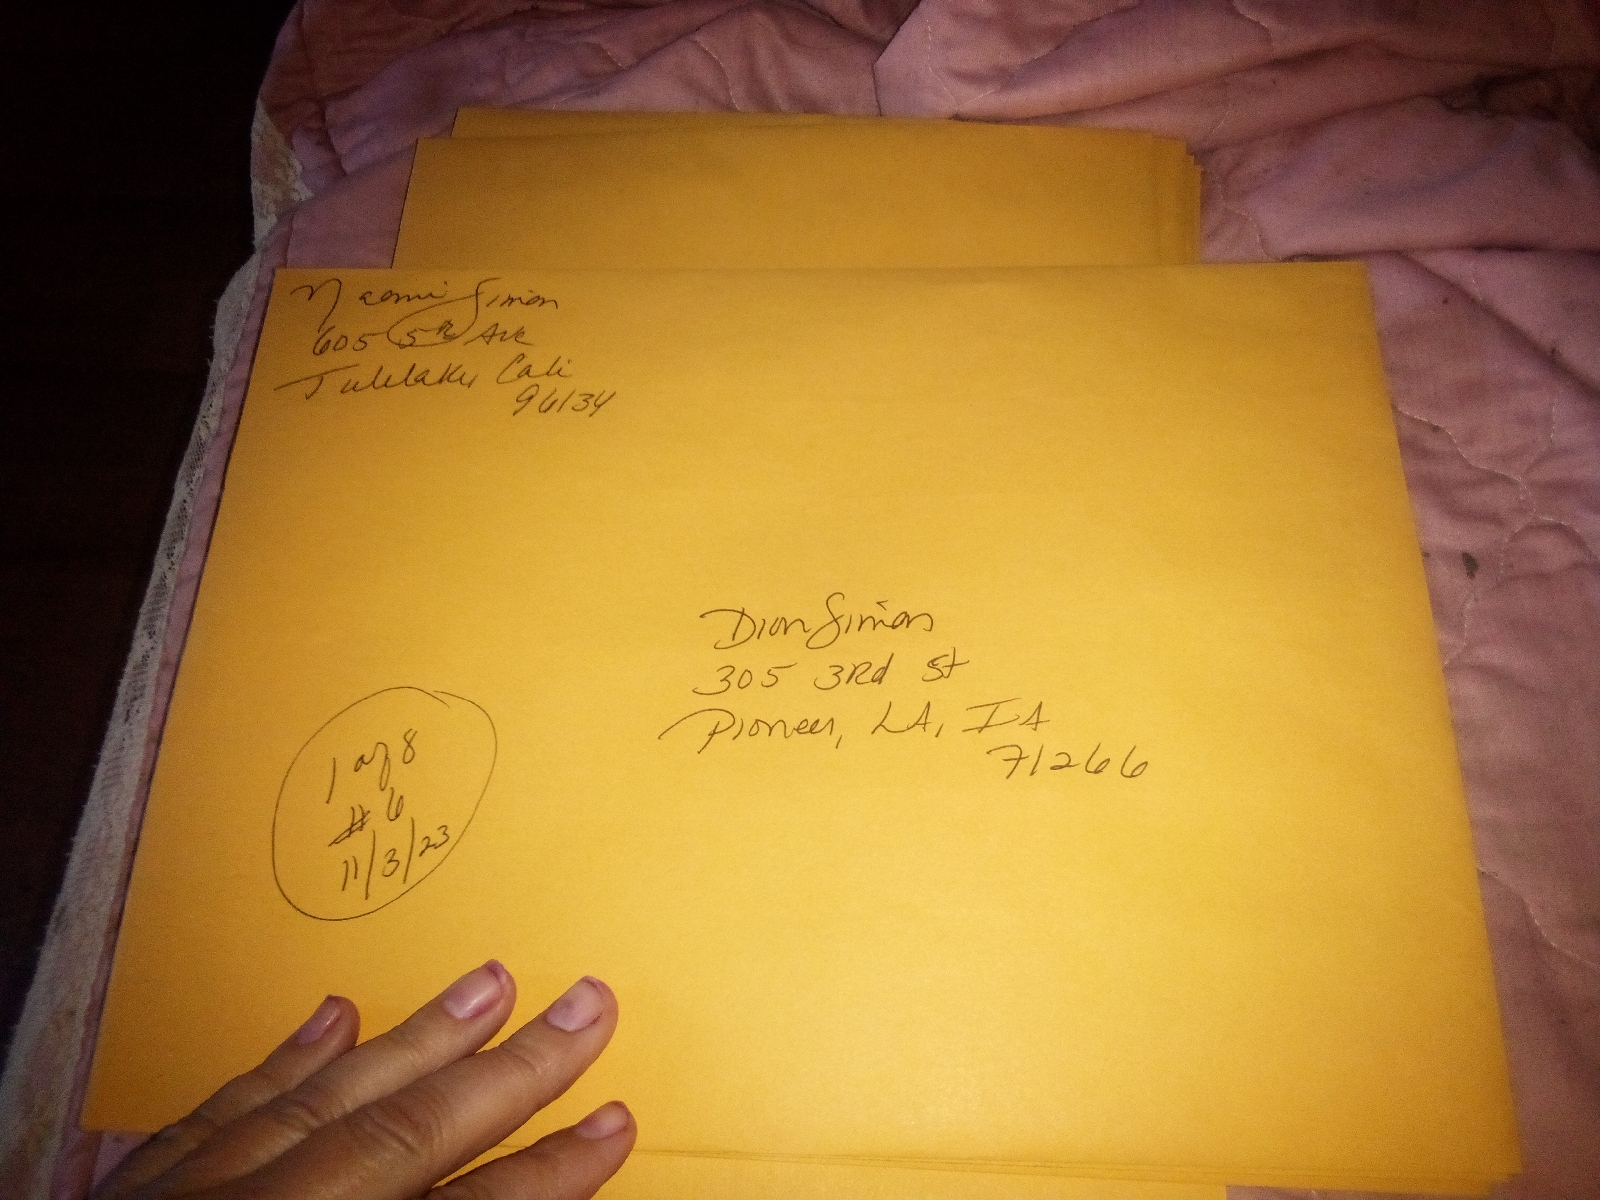 Naomi Simon
605 5th Ave
Tulelake Cali
96134
Dion Simon
305 3Rd St
Pioneer, LA, IA
71266
1 of 8
# 6
11/3/23